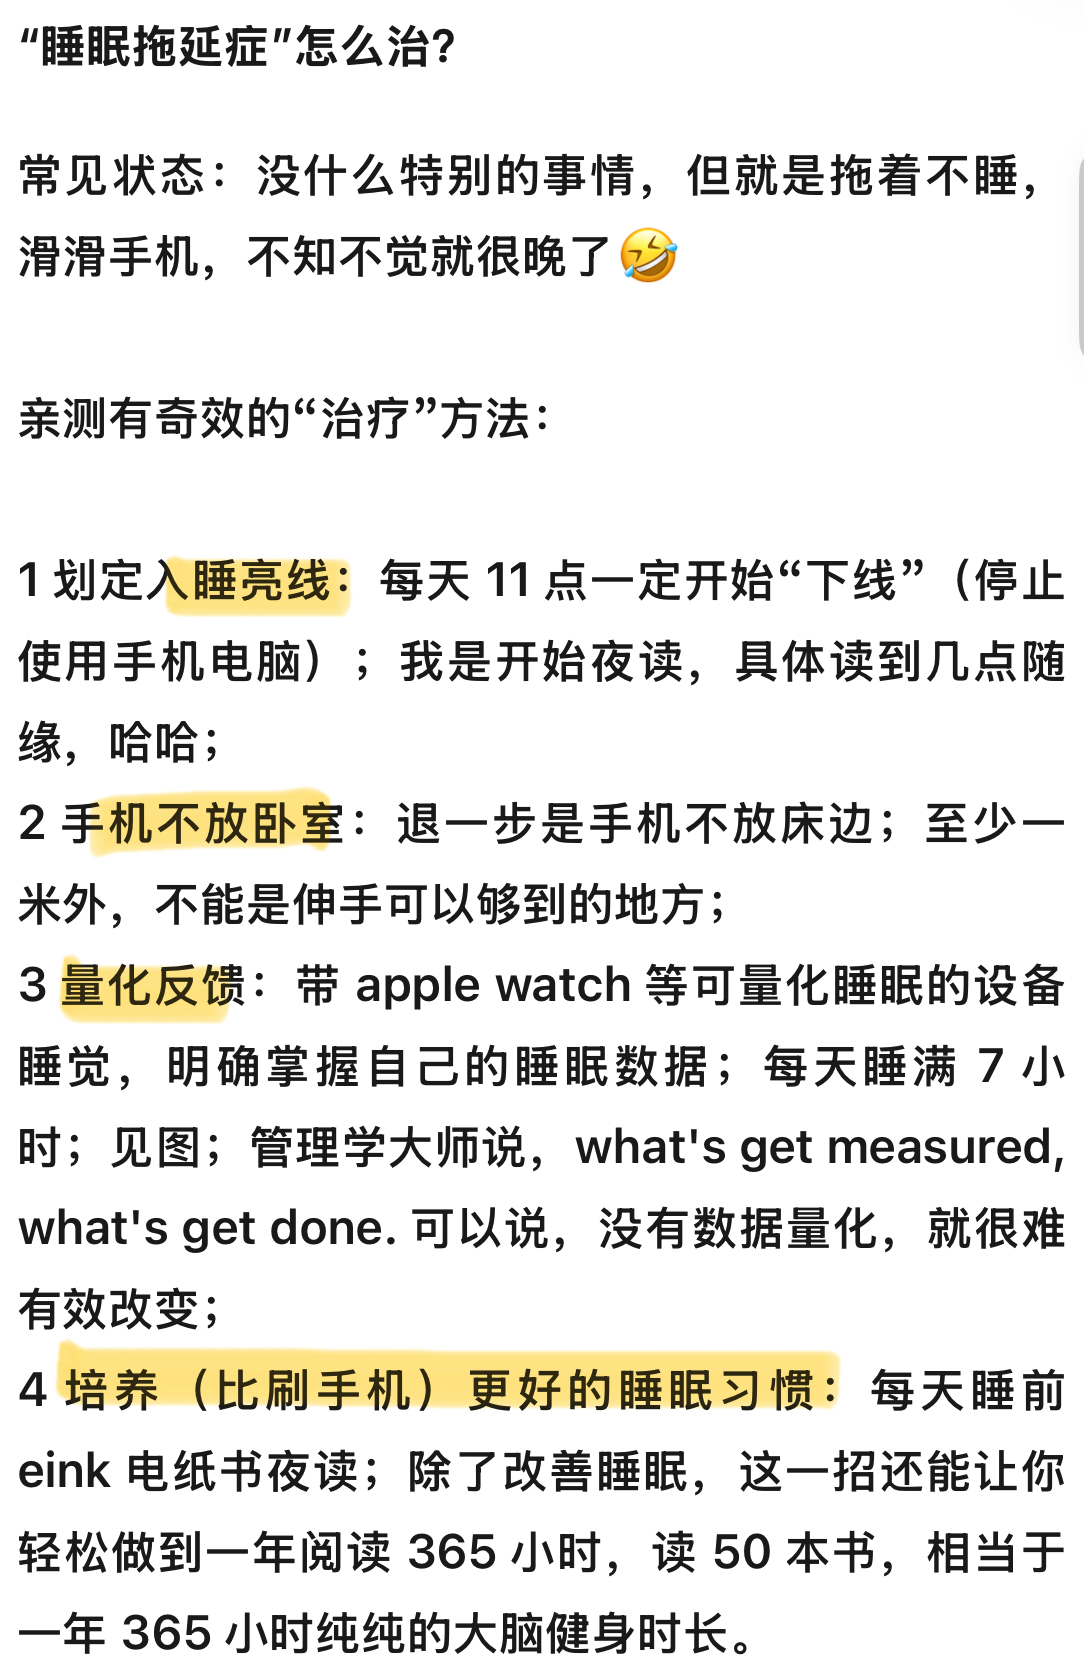 “睡眠拖延症”怎么治?
常见状态：没什么特别的事情，但就是拖着不睡，
滑滑手机，不知不觉就很晚了🤣
亲测有奇效的“治疗”方法：
1 划定入睡亮线：每天 11 点一定开始“下线”（停止
使用手机电脑）；我是开始夜读，具体读到几点随
缘，哈哈；
2 手机不放卧室：退一步是手机不放床边；至少一
米外，不能是伸手可以够到的地方；
3 量化反馈：带 apple watch 等可量化睡眠的设备
睡觉，明确掌握自己的睡眠数据；每天睡满 7 小
时；见图；管理学大师说，what's get measured,
what's get done. 可以说，没有数据量化，就很难
有效改变；
4 培养（比刷手机）更好的睡眠习惯：每天睡前
eink 电纸书夜读；除了改善睡眠，这一招还能让你
轻松做到一年阅读 365 小时，读 50 本书，相当于
一年 365 小时纯纯的大脑健身时长。